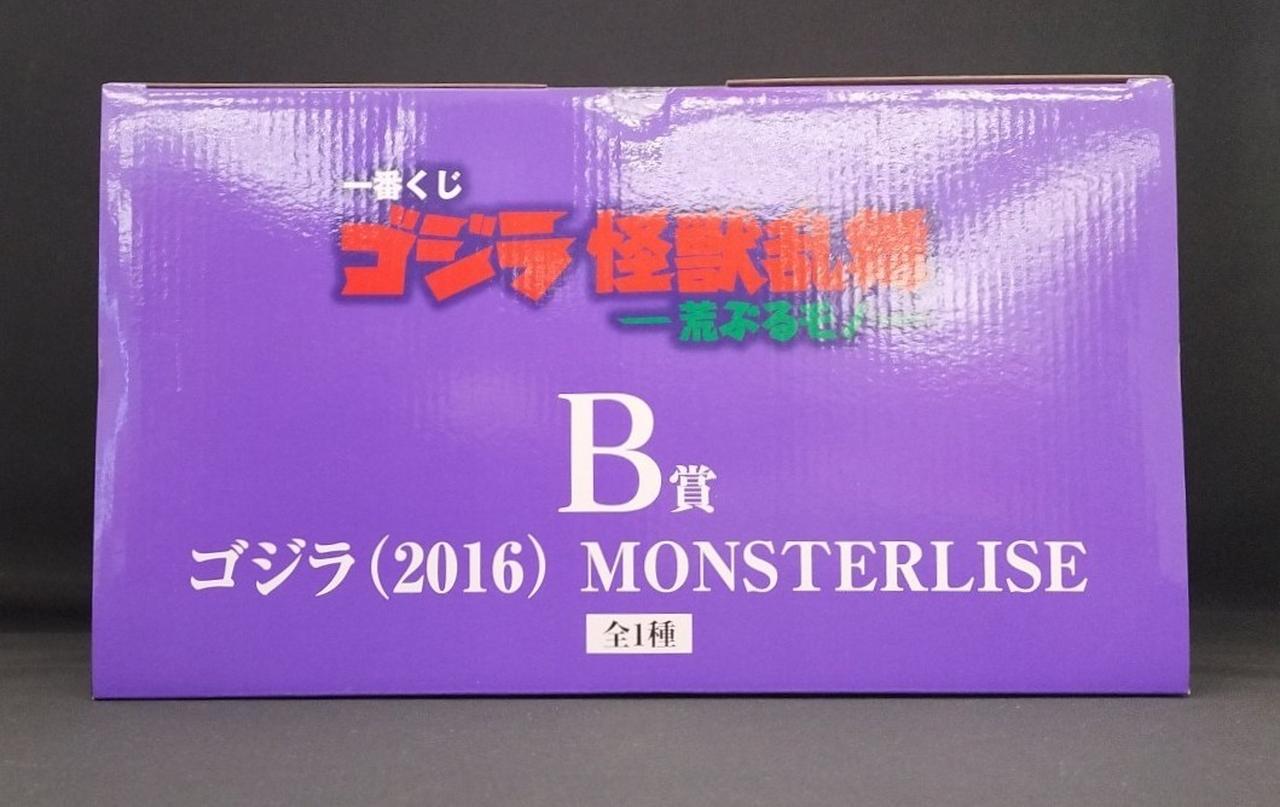 一番くじ
ゴジラ 怪獣乱舞
―荒ぶるモノ―
B賞
ゴジラ(2016) MONSTERLISE
全1種